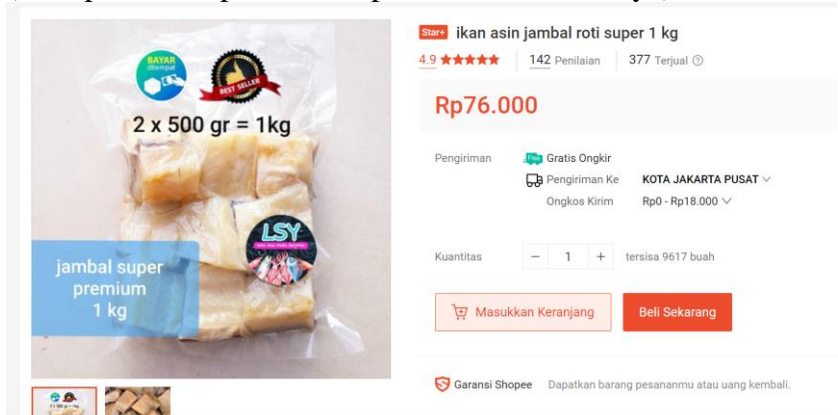 Star+ ikan asin jambal roti super 1 kg
4.9 142 Penilaian 377 Terjual
Rp76.000
Pengiriman Free Gratis Ongkir
Pengiriman Ke KOTA JAKARTA PUSAT
Ongkos Kirim Rp0 - Rp18.000
Kuantitas - 1 + tersisa 9617 buah
Masukkan Keranjang Beli Sekarang
Garansi Shopee Dapatkan barang pesananmu atau uang kembali.
BAYAR
ditempat
BEST SELLER
2 x 500 gr = 1kg
LSY
jambal super
premium
1 kg